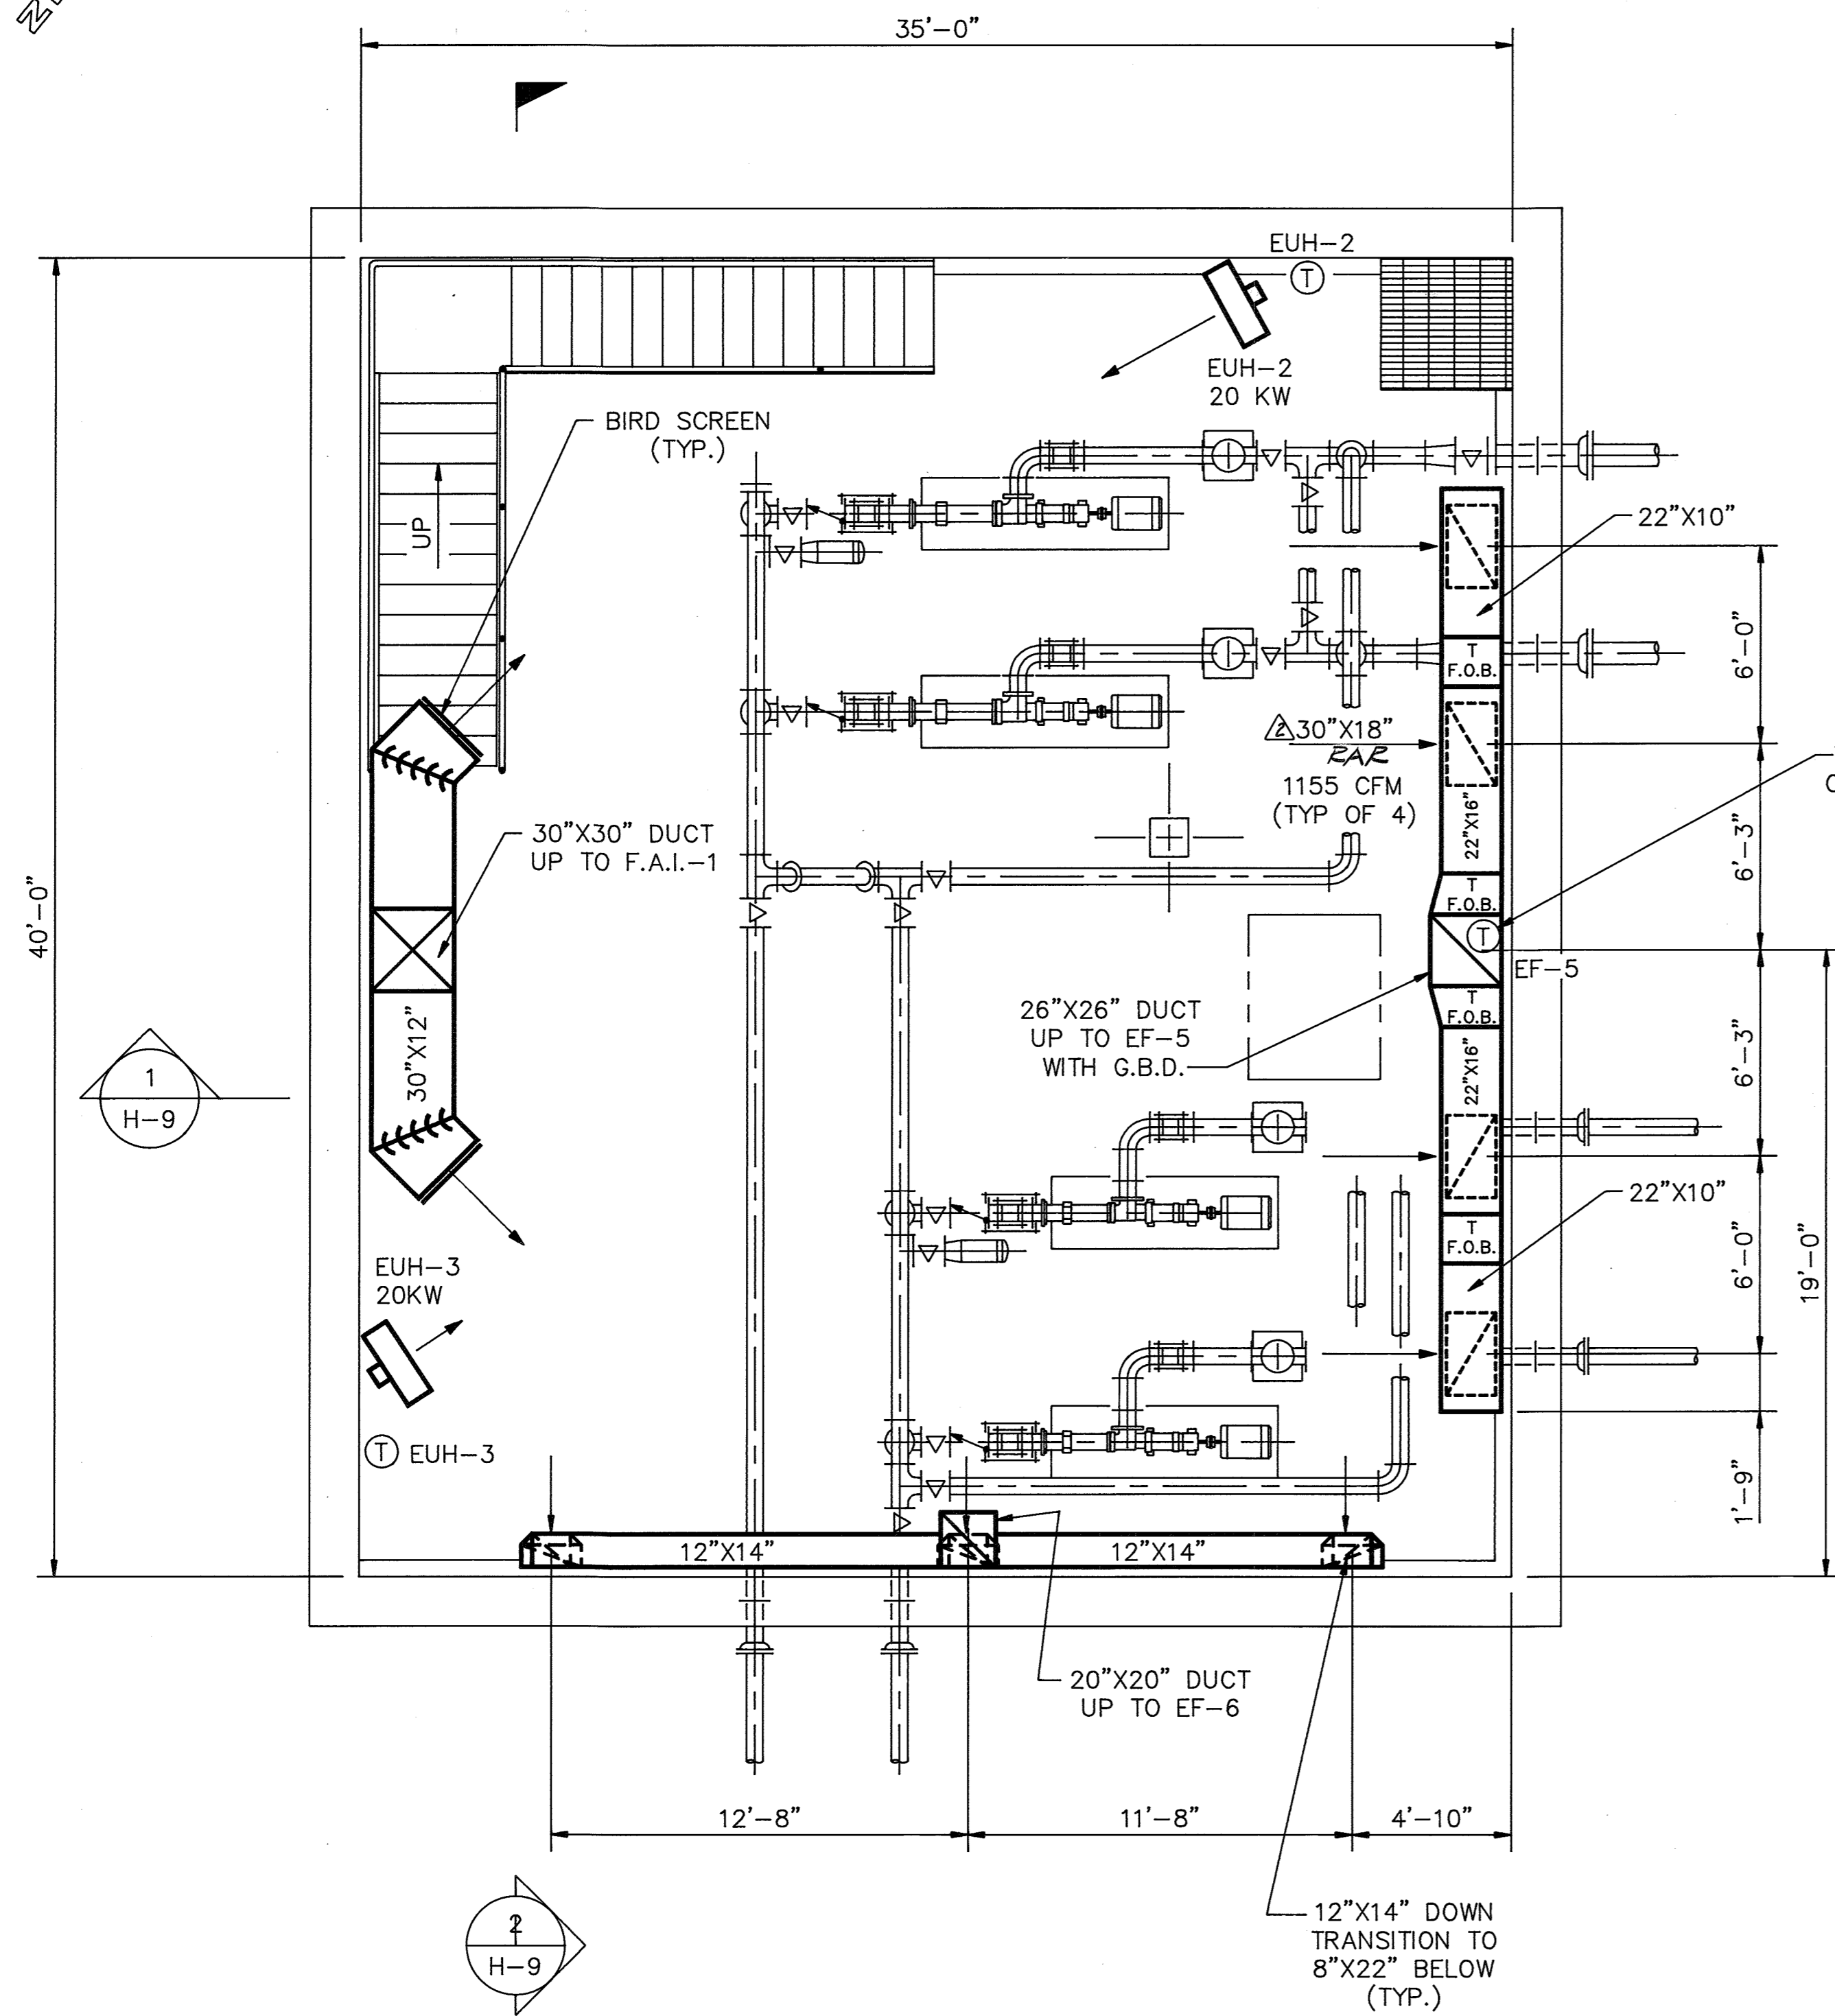 35'-0"
EUH-2
T
EUH-2
20 KW
BIRD SCREEN
(TYP.)
UP
22"X10"
6'-0"
T
F.O.B.
2 30"X18"
RAR
1155 CFM
(TYP OF 4)
22"X16"
6'-3"
30"X30" DUCT
UP TO F.A.I.-1
T
F.O.B.
T
EF-5
40'-0"
T
F.O.B.
26"X26" DUCT
UP TO EF-5
WITH G.B.D.
30"X12"
22"X16"
6'-3"
1
H-9
22"X10"
T
F.O.B.
6'-0"
19'-0"
EUH-3
20KW
T EUH-3
1'-9"
12"X14"
12"X14"
20"X20" DUCT
UP TO EF-6
12'-8"
11'-8"
4'-10"
2
H-9
12"X14" DOWN
TRANSITION TO
8"X22" BELOW
(TYP.)